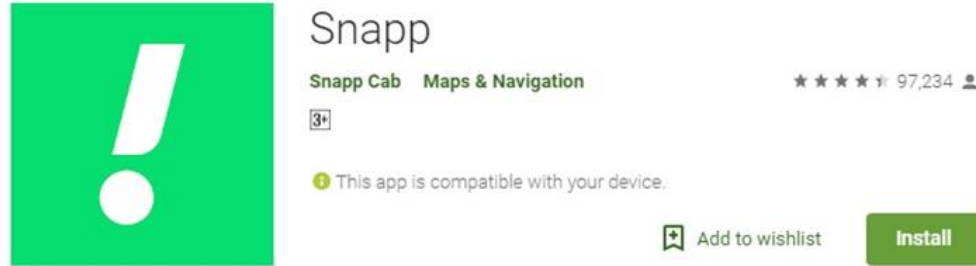 Snapp
Snapp Cab Maps & Navigation 97,234
3+
This app is compatible with your device.
Add to wishlist Install